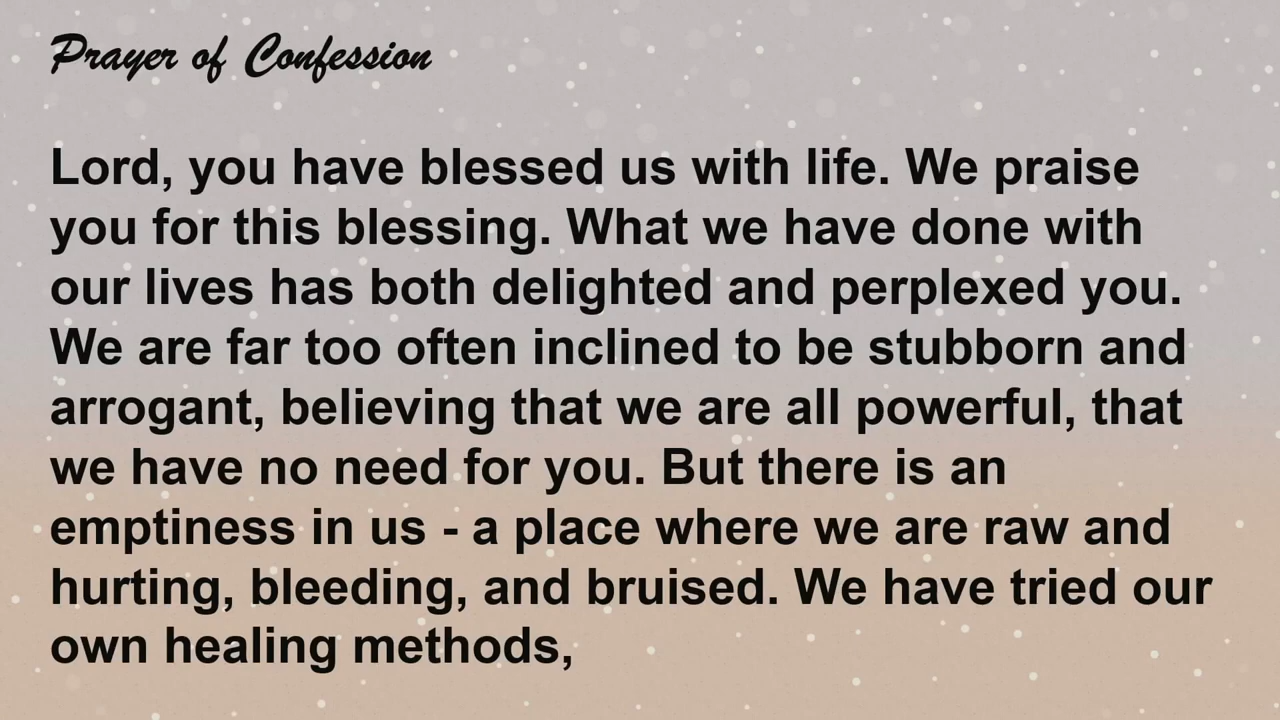 Prayer of Confession
Lord, you have blessed us with life. We praise
you for this blessing. What we have done with
our lives has both delighted and perplexed you.
We are far too often inclined to be stubborn and
arrogant, believing that we are all powerful, that
we have no need for you. But there is an
emptiness in us - a place where we are raw and
hurting, bleeding, and bruised. We have tried our
own healing methods,